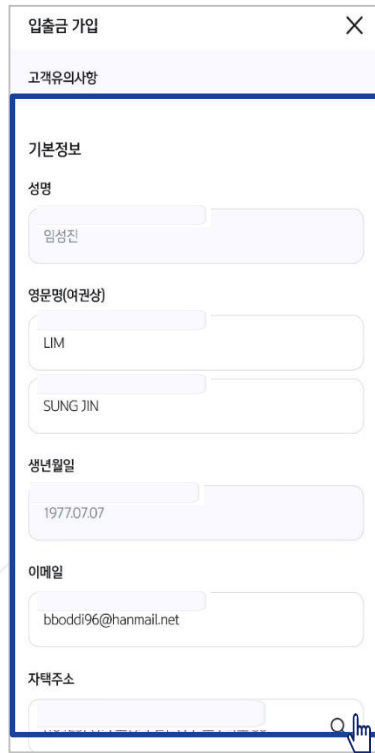 입출금 가입
고객유의사항
기본정보
성명
임성진
영문명(여권상)
LIM
SUNG JIN
생년월일
1977.07.07
이메일
bboddi96@hanmail.net
자택주소